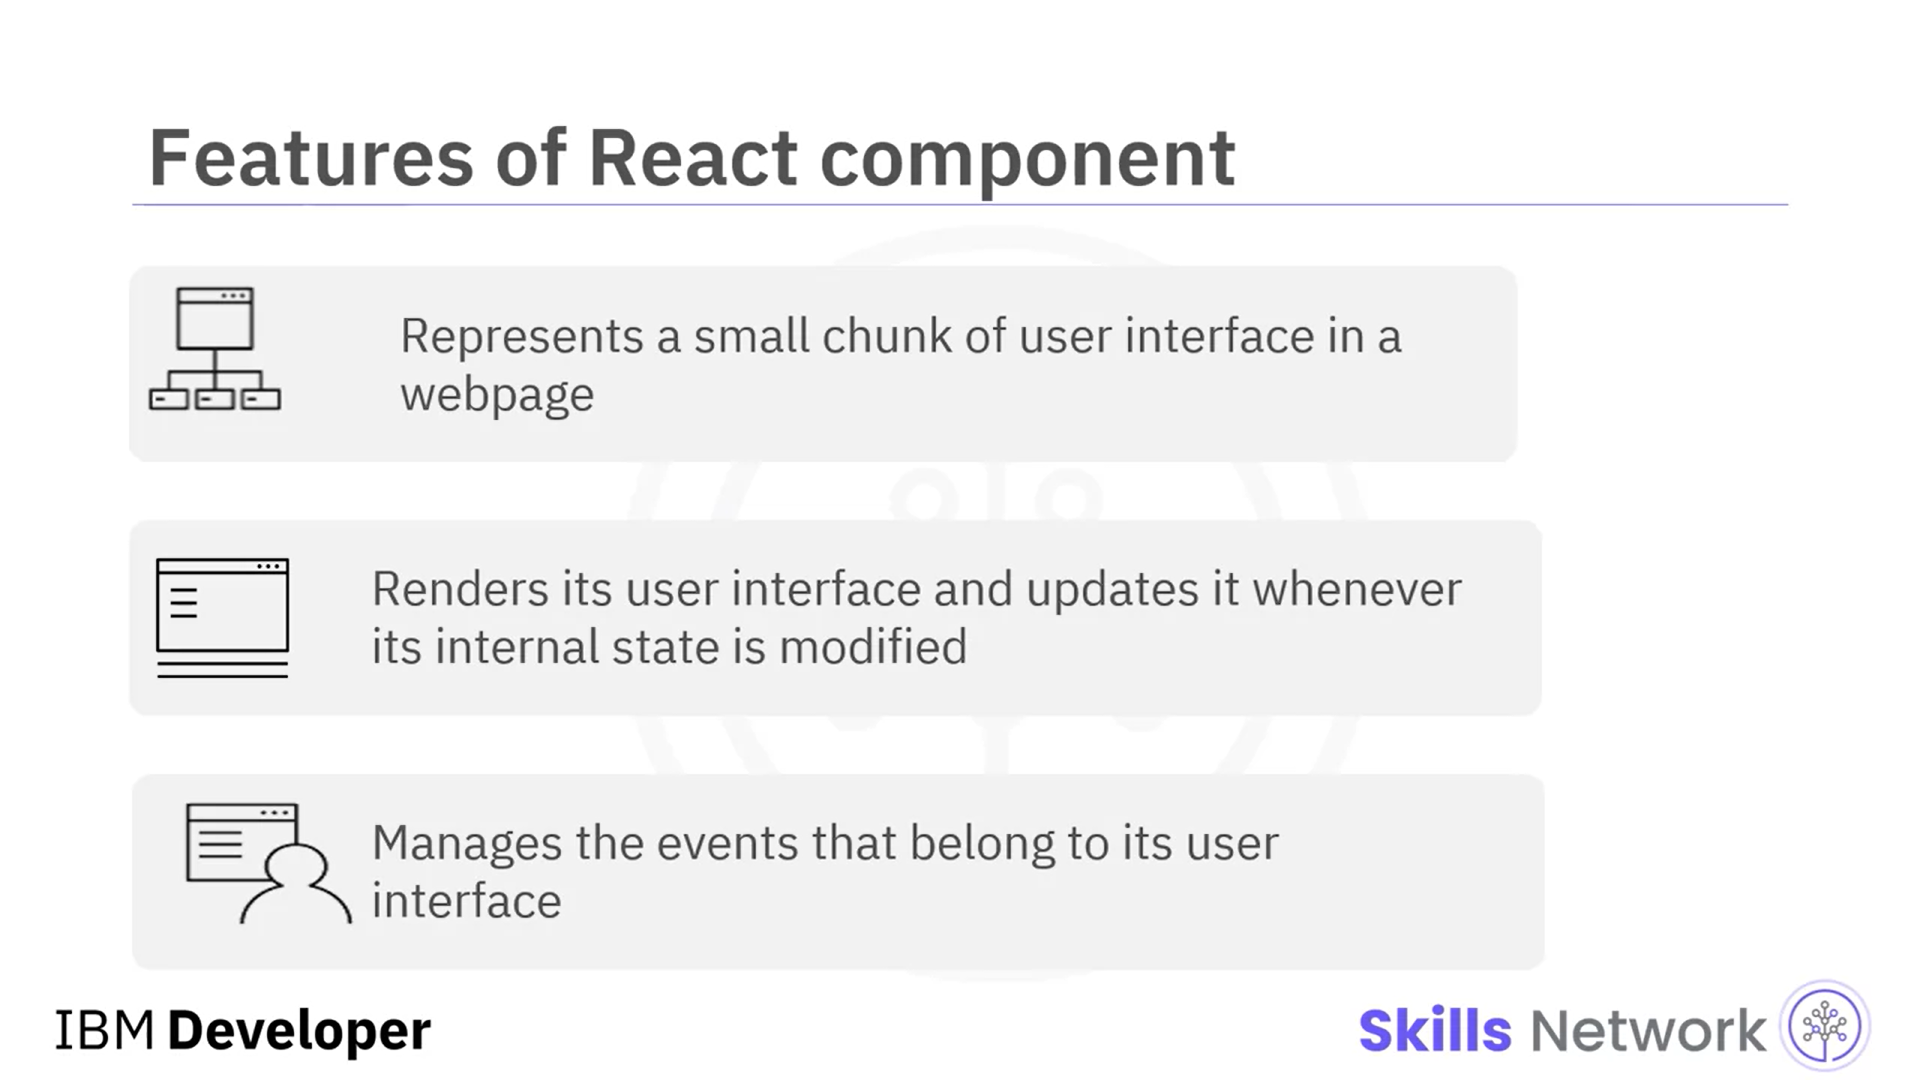 Features of React component
Represents a small chunk of user interface in a
webpage
Renders its user interface and updates it whenever
its internal state is modified
Manages the events that belong to its user
interface
IBM Developer
Skills Network